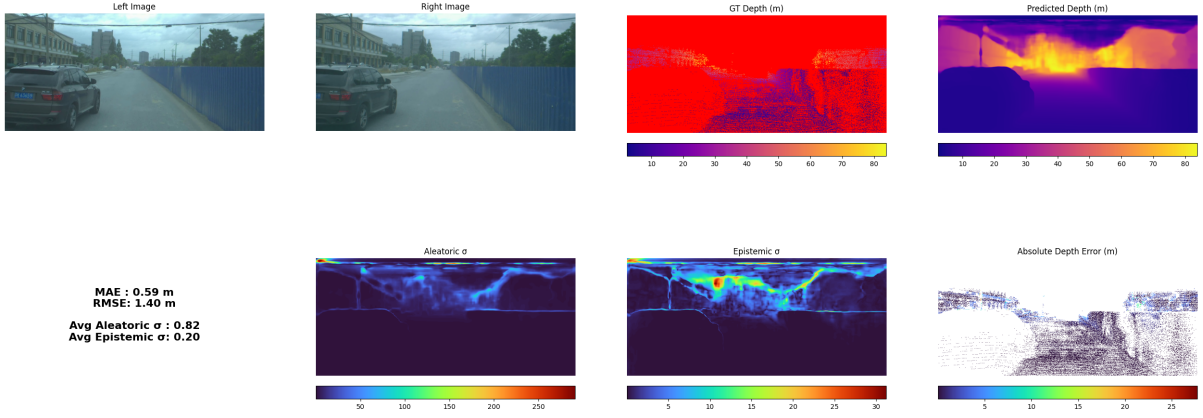 Left Image
Right Image
GT Depth (m)
Predicted Depth (m)
10 20 30 40 50 60 70 80
10 20 30 40 50 60 70 80
MAE : 0.59 m
RMSE: 1.40 m
Avg Aleatoric σ : 0.82
Avg Epistemic σ: 0.20
Aleatoric σ
Epistemic σ
Absolute Depth Error (m)
50 100 150 200 250
5 10 15 20 25 30
5 10 15 20 25